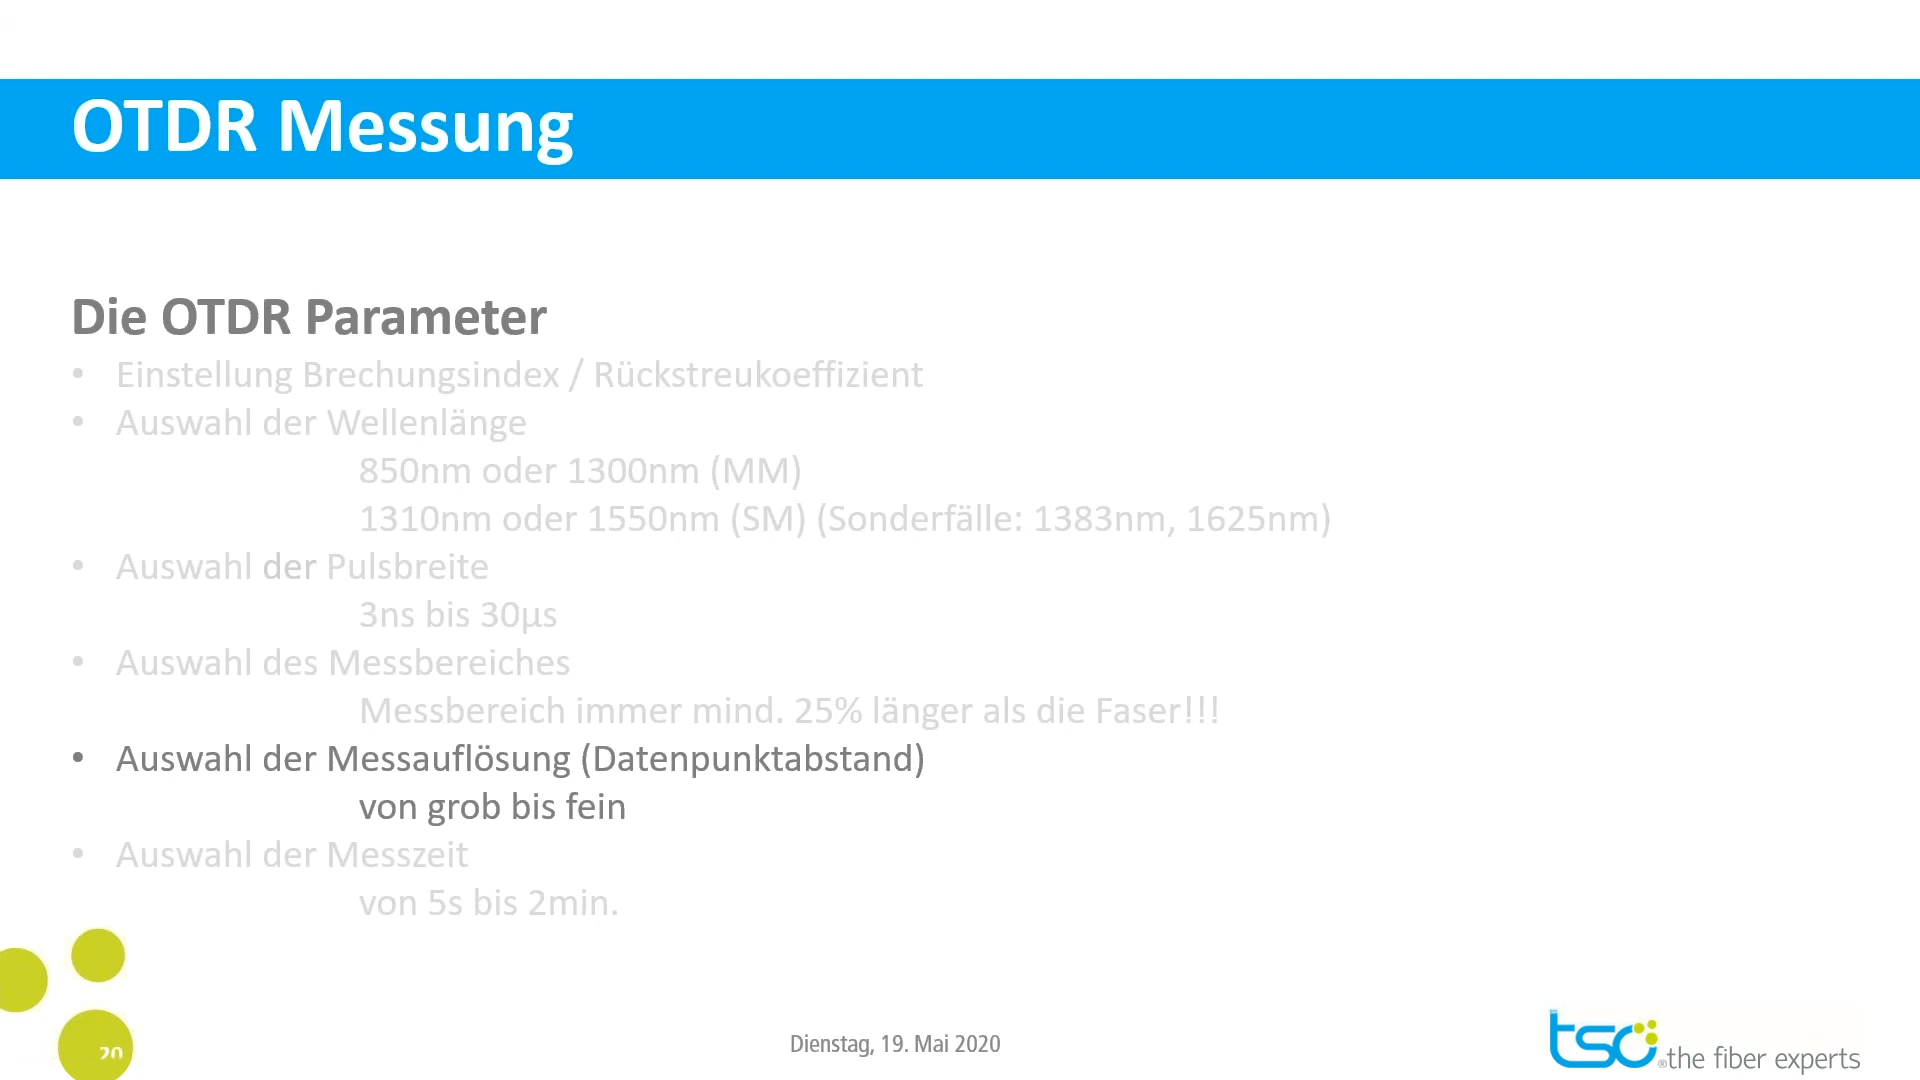 OTDR Messung
Die OTDR Parameter
• Einstellung Brechungsindex / Rückstreukoeffizient
• Auswahl der Wellenlänge
850nm oder 1300nm (MM)
1310nm oder 1550nm (SM) (Sonderfälle: 1383nm, 1625nm)
• Auswahl der Pulsbreite
3ns bis 30µs
• Auswahl des Messbereiches
Messbereich immer mind. 25% länger als die Faser!!!
• Auswahl der Messauflösung (Datenpunktabstand)
von grob bis fein
• Auswahl der Messzeit
von 5s bis 2min.
20
Dienstag, 19. Mai 2020
tso ®the fiber experts